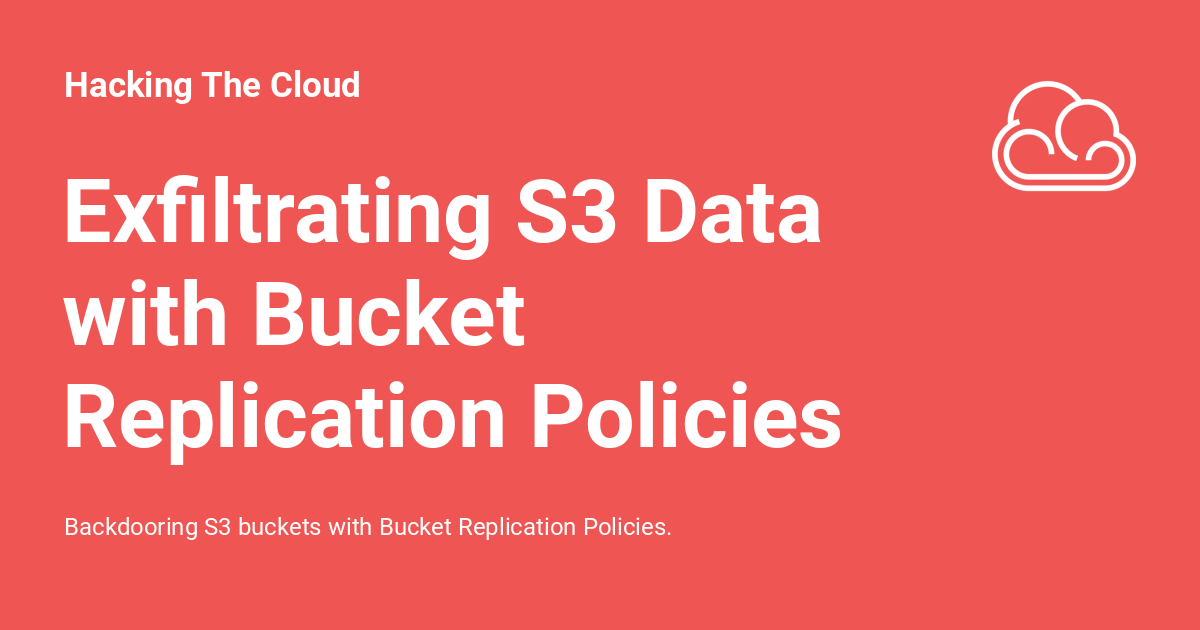 Hacking The Cloud
Exfiltrating S3 Data
with Bucket
Replication Policies
Backdooring S3 buckets with Bucket Replication Policies.